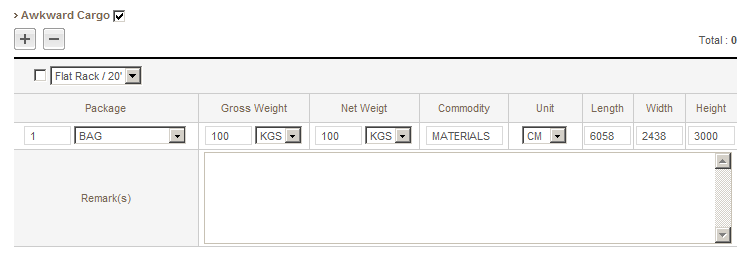 > Awkward Cargo
Total : 0
Flat Rack / 20'
Package Gross Weight Net Weigt Commodity Unit Length Width Height
1 BAG 100 KGS 100 KGS MATERIALS CM 6058 2438 3000
Remark(s)